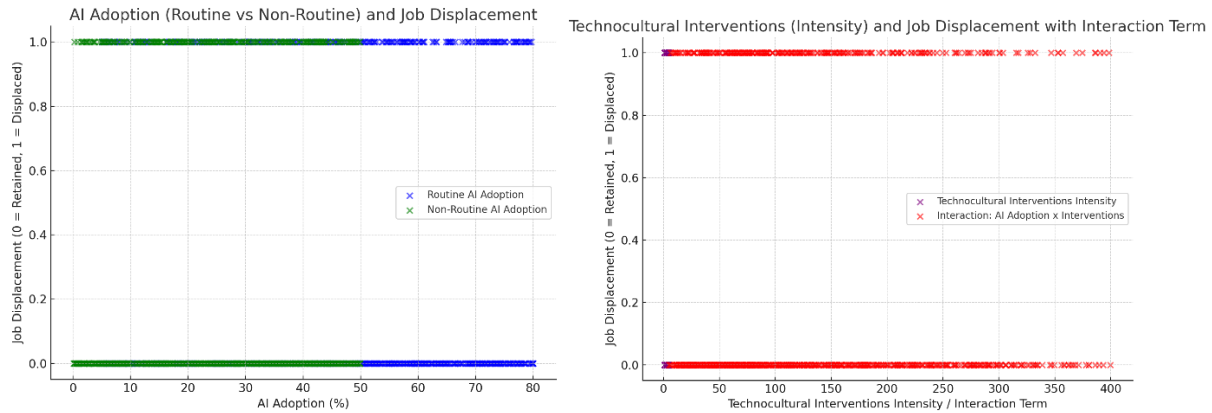 AI Adoption (Routine vs Non-Routine) and Job Displacement
Job Displacement (0 = Retained, 1 = Displaced)
1.0
0.8
0.6
0.4
0.2
0.0
Routine AI Adoption
Non-Routine AI Adoption
0 10 20 30 40 50 60 70 80
AI Adoption (%)
Technocultural Interventions (Intensity) and Job Displacement with Interaction Term
Job Displacement (0 = Retained, 1 = Displaced)
1.0
0.8
0.6
0.4
0.2
0.0
Technocultural Interventions Intensity
Interaction: AI Adoption x Interventions
0 50 100 150 200 250 300 350 400
Technocultural Interventions Intensity / Interaction Term